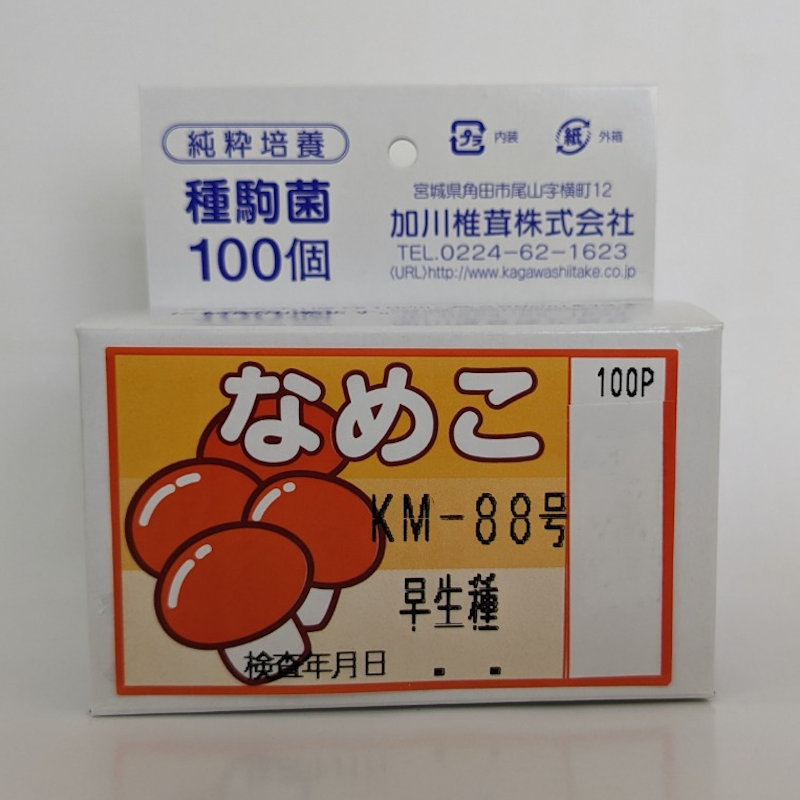 純粋培養
種駒菌
100個
プラ 内装 紙 外箱
宮城県角田市尾山字横町12
加川椎茸株式会社
TEL.0224-62-1623
〈URL〉http://www.kagawashiitake.co.jp
なめこ
100P
KM-88号
早生種
検査年月日 . .